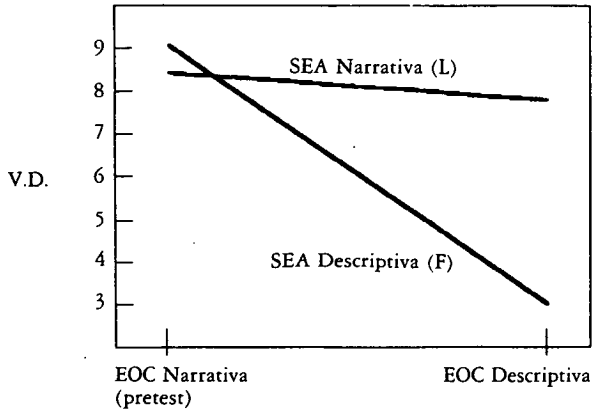 9
SEA Narrativa (L)
8
7
V.D.
6
5
SEA Descriptiva (F)
4
3
EOC Narrativa
(pretest)
EOC Descriptiva